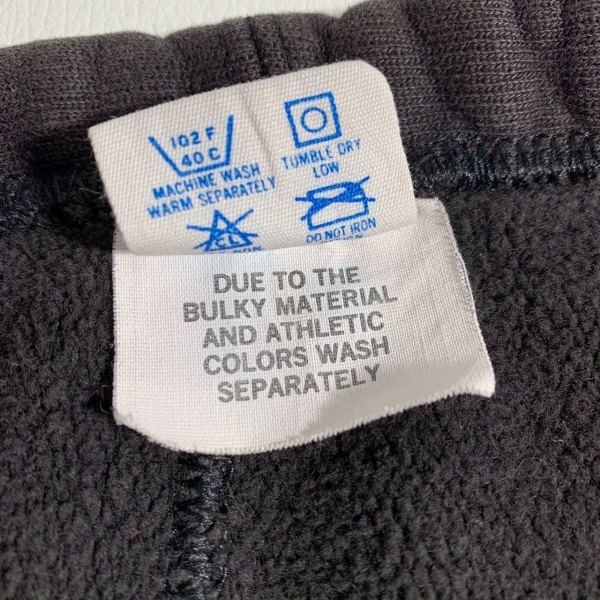 102 F
40 C
MACHINE WASH
WARM SEPARATELY
TUMBLE DRY
LOW
CL
DO NOT IRON
DUE TO THE
BULKY MATERIAL
AND ATHLETIC
COLORS WASH
SEPARATELY